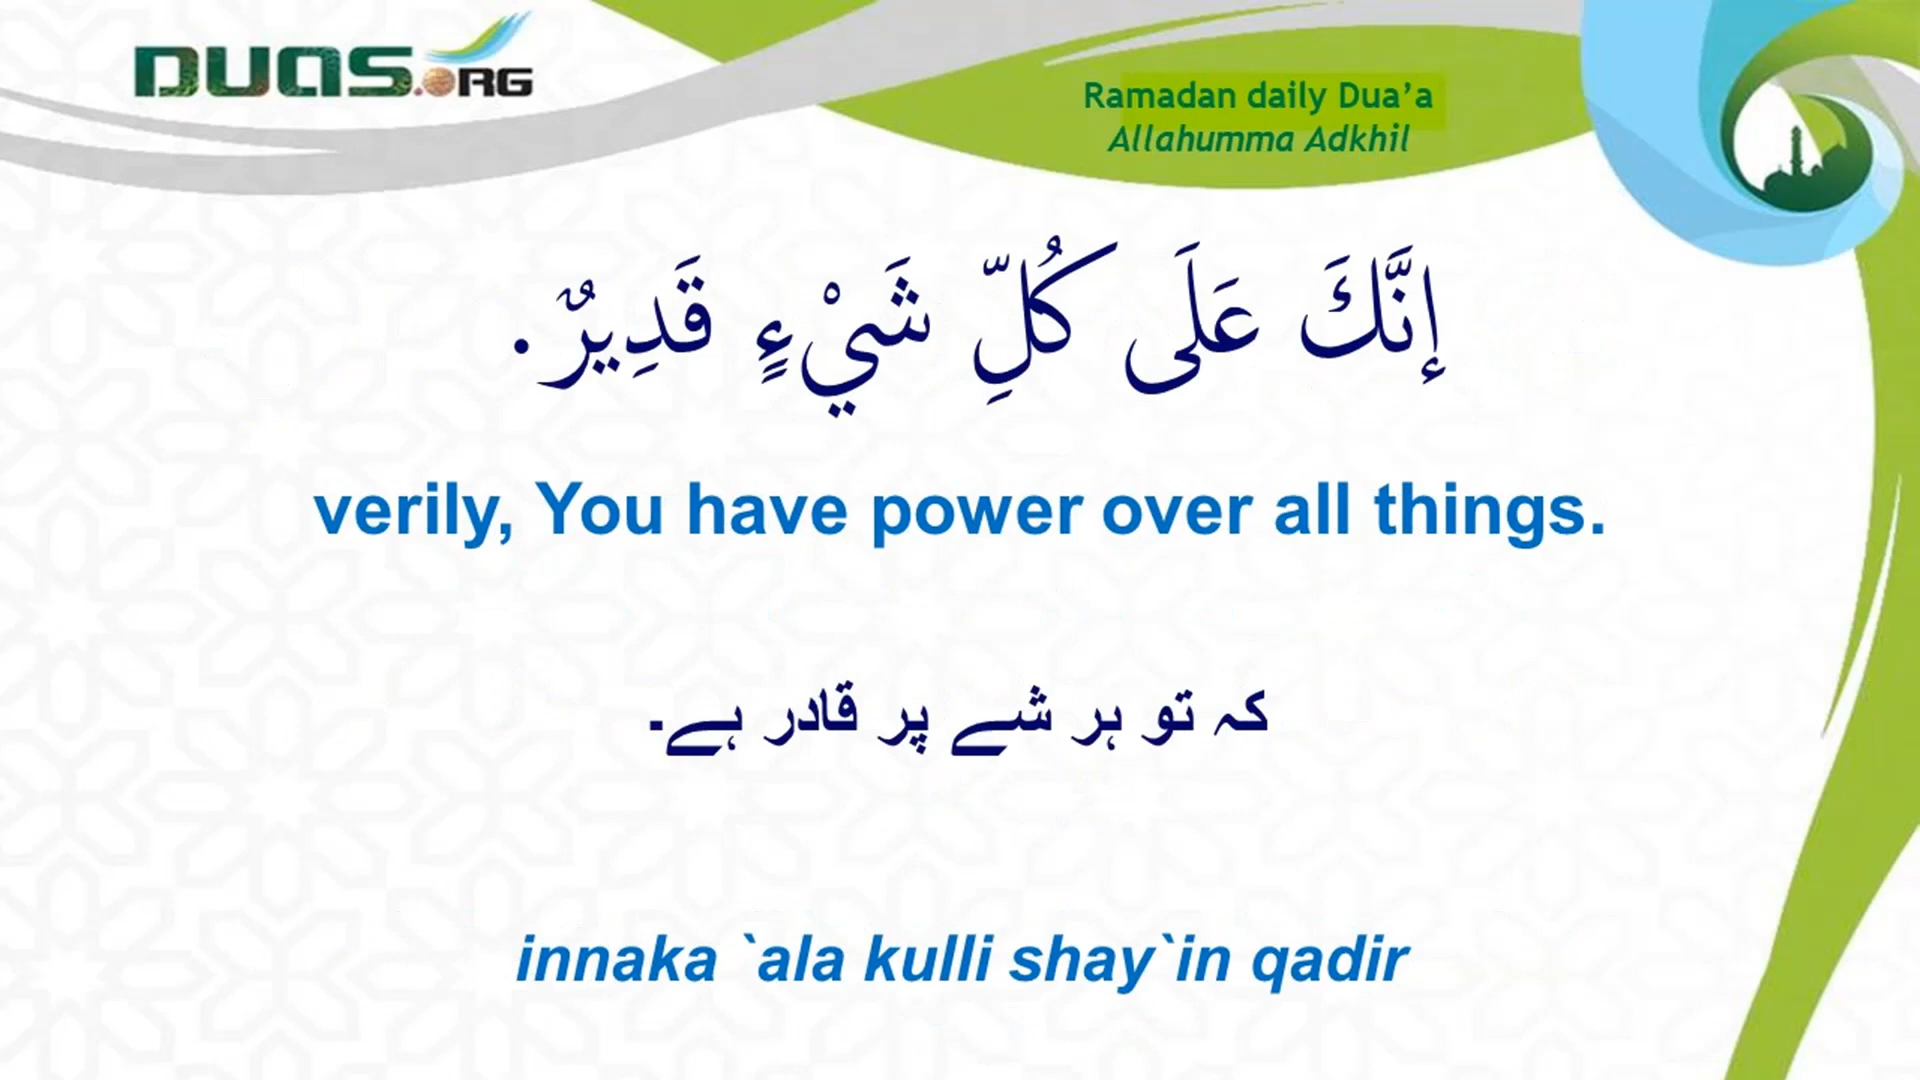 DUAS.ORG
Ramadan daily Dua’a
Allahumma Adkhil
إِنَّكَ عَلَى كُلِّ شَيْءٍ قَدِيرٌ.
verily, You have power over all things.
کہ تو ہر شے پر قادر ہے۔
innaka `ala kulli shay`in qadir